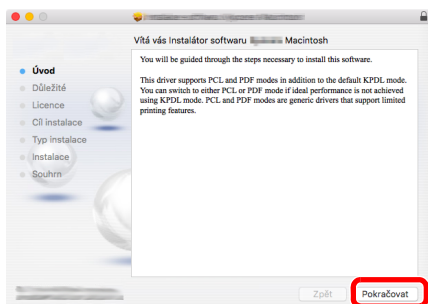 Vítá vás Instalátor softwaru Macintosh
Úvod
Důležité
Licence
Cíl instalace
Typ instalace
Instalace
Souhrn
You will be guided through the steps necessary to install this software.
This driver supports PCL and PDF modes in addition to the default KPDL mode.
You can switch to either PCL or PDF mode if ideal performance is not achieved
using KPDL mode. PCL and PDF modes are generic drivers that support limited
printing features.
Zpět
Pokračovat